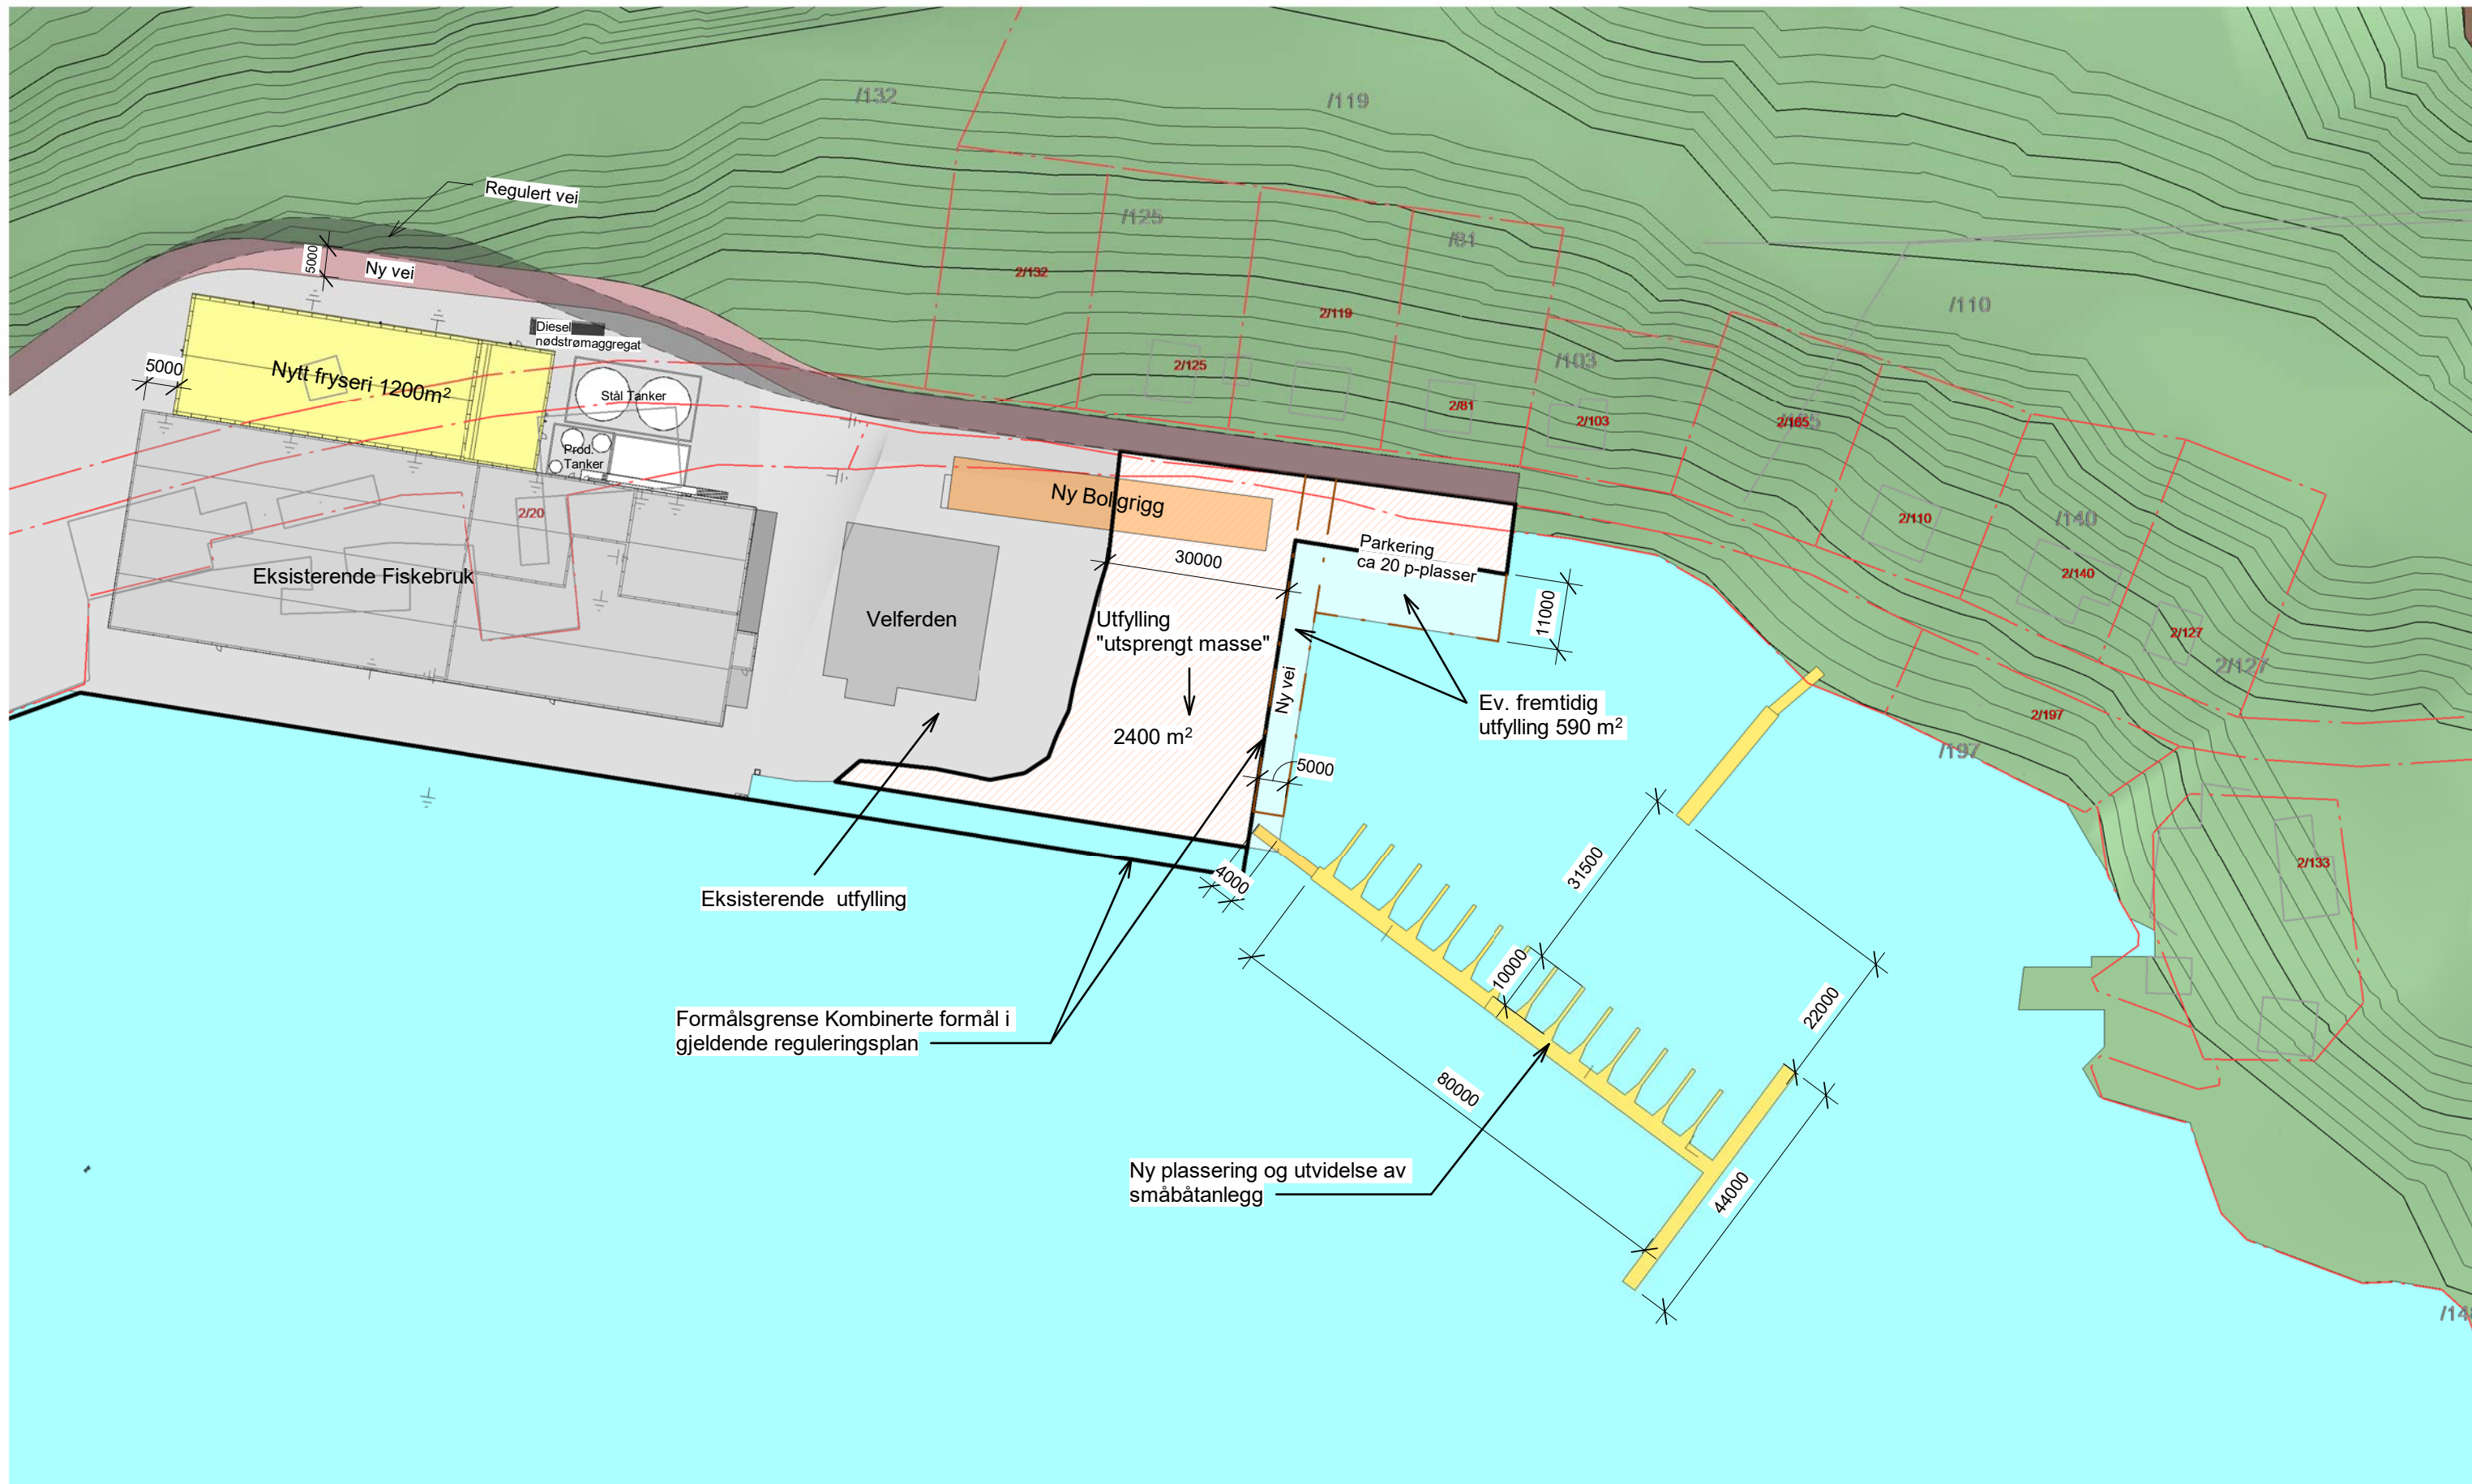 /132
/119
Regulert vei
/125
/81
5000
Ny vei
2/132
/110
2/119
Diesel
nødstrømaggregat
5000
Nytt fryseri 1200m²
2/125
/103
Stål Tanker
2/81
2/103
2/165
Prod.
Tanker
Ny Boligrigg
2/20
2/110
/140
Parkering
ca 20 p-plasser
30000
Eksisterende Fiskebruk
2/140
11000
Velferden
Utfylling
"utsprengt masse"
2/127
2/127
Ny vei
Ev. fremtidig
utfylling 590 m²
2/197
2400 m²
/197
5000
2/133
31500
4000
Eksisterende utfylling
10000
22000
Formålsgrense Kombinerte formål i
gjeldende reguleringsplan
80000
Ny plassering og utvidelse av
småbåtanlegg
44000